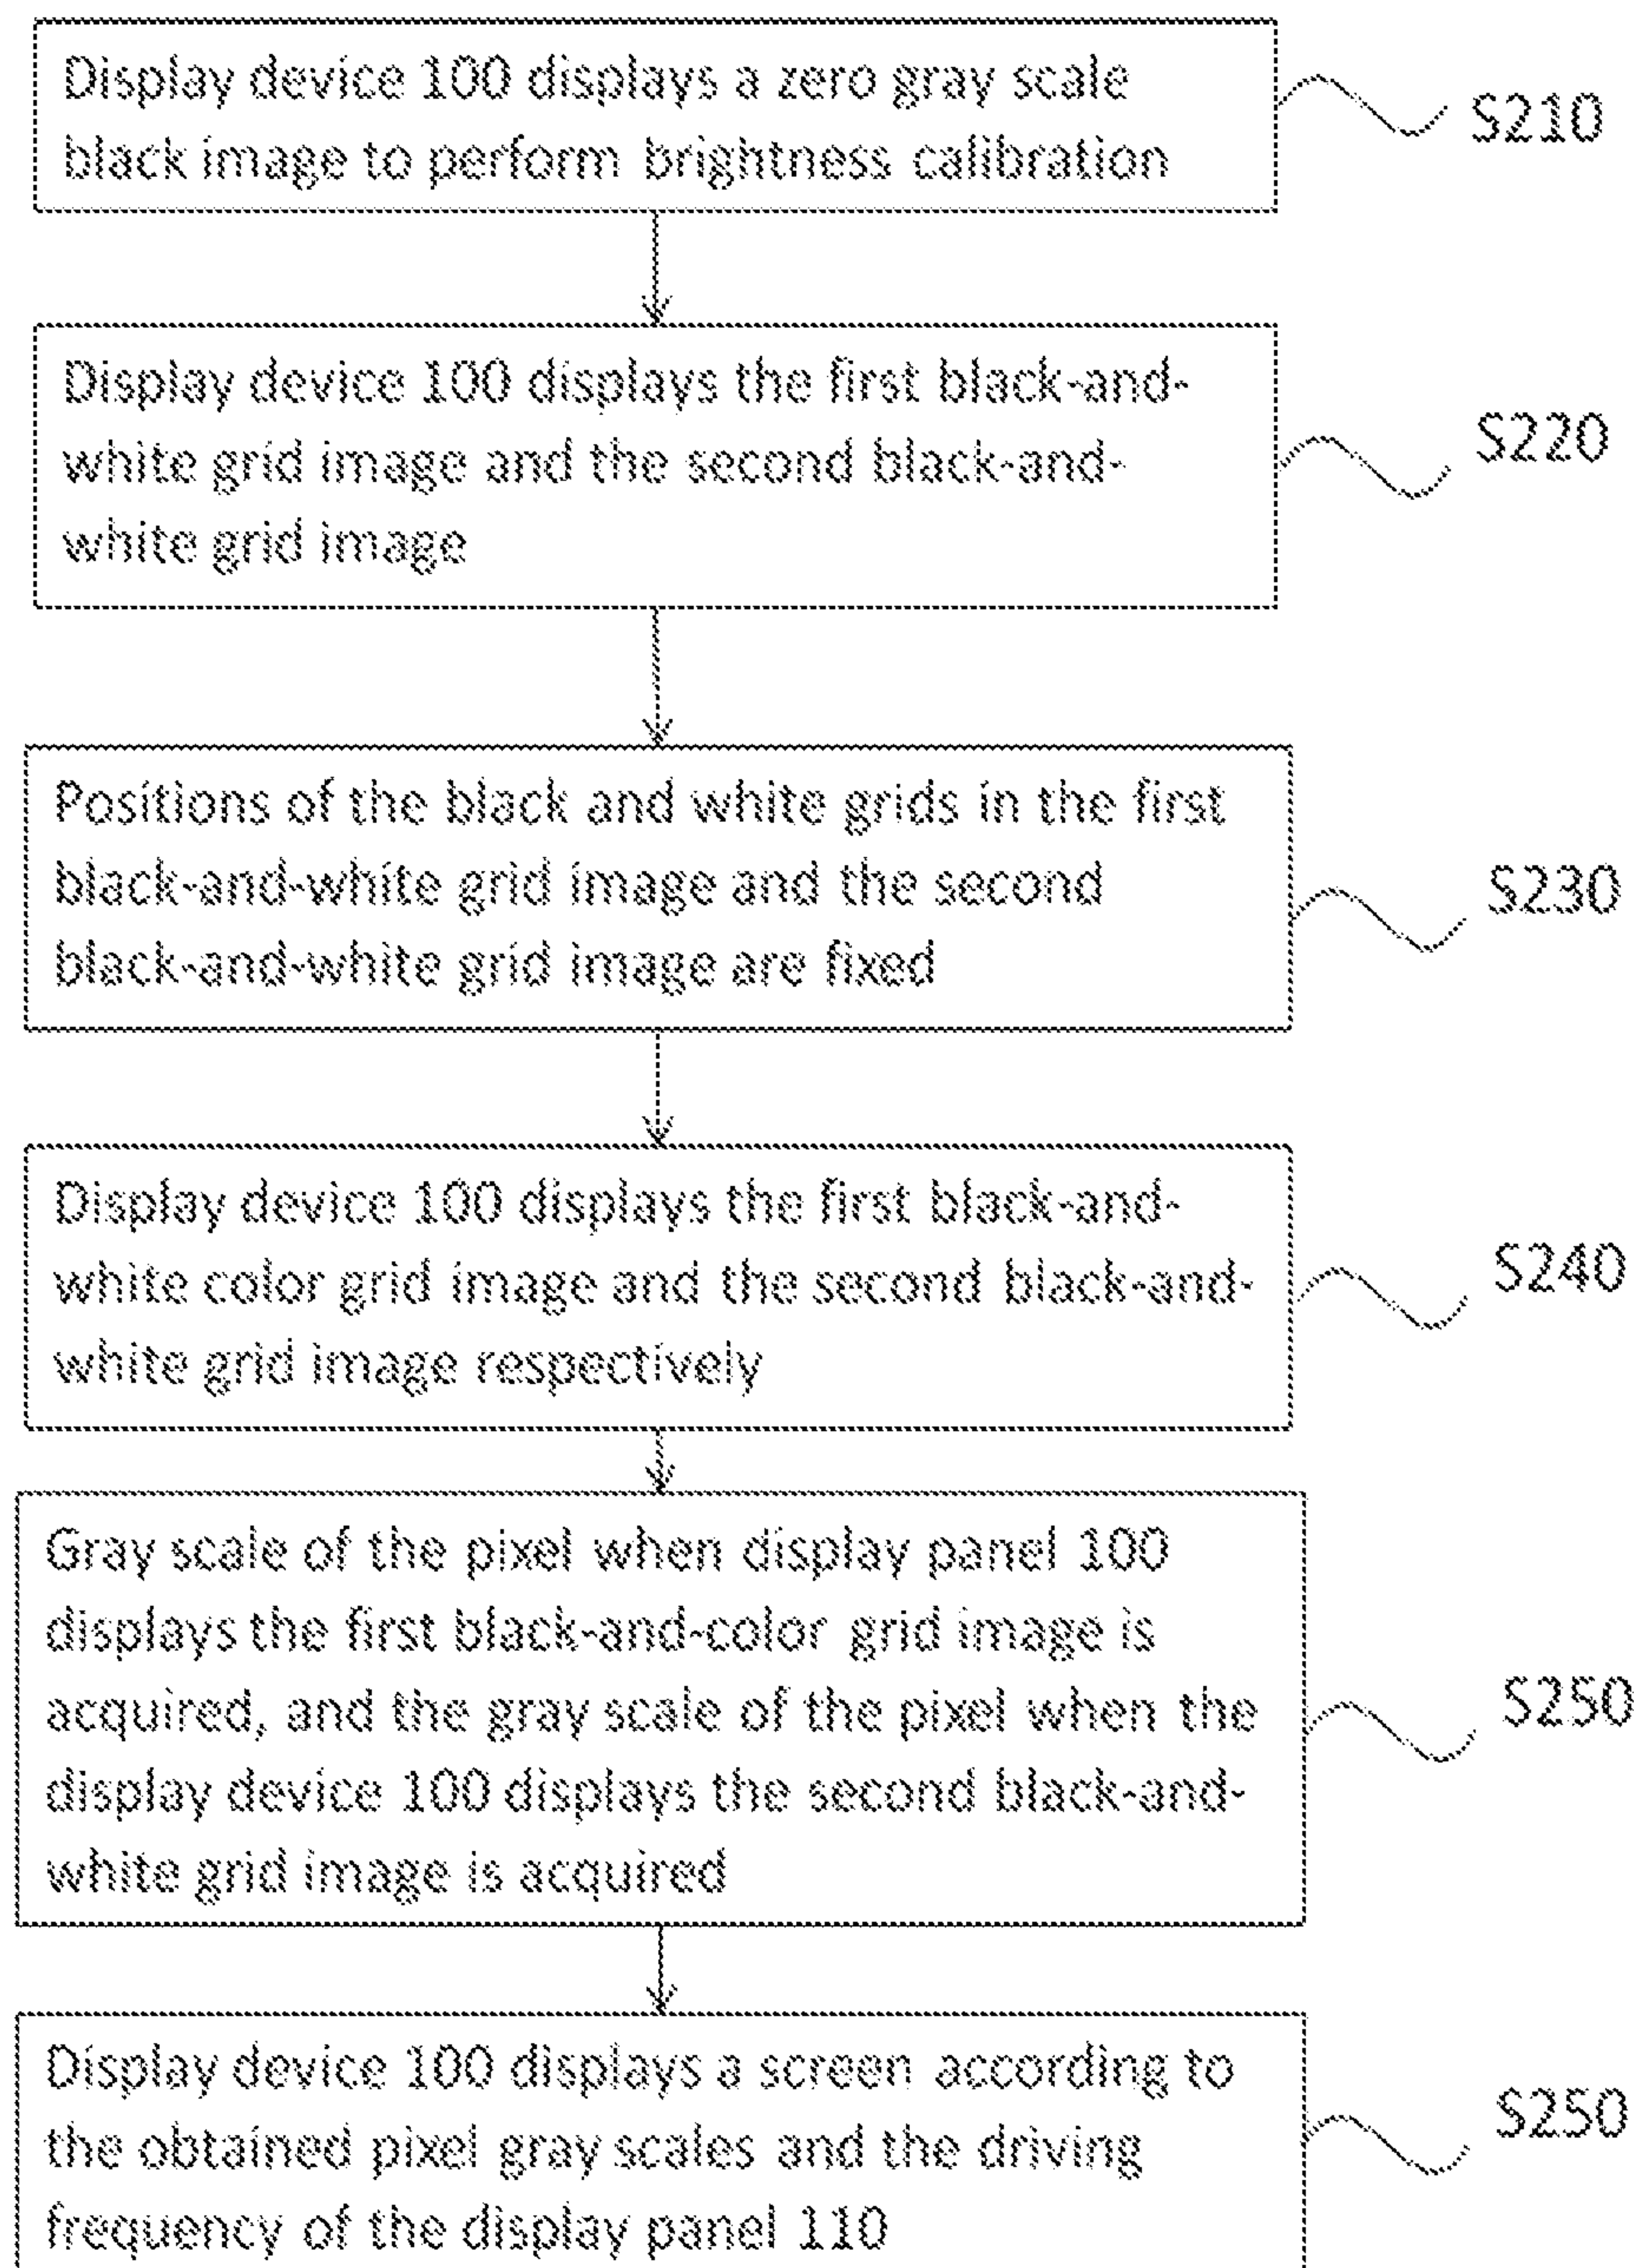 Display device 100 displays a zero gray scale
black image to perform brightness calibration
S210
Display device 100 displays the first black-and-
white grid image and the second black-and-
white grid image
S220
Positions of the black and white grids in the first
black-and-white grid image and the second
black-and-white grid image are fixed
S230
Display device 100 displays the first black-and-
white color grid image and the second black-and-
white grid image respectively
S240
Gray scale of the pixel when display panel 100
displays the first black-and-color grid image is
acquired, and the gray scale of the pixel when the
display device 100 displays the second black-and-
white grid image is acquired
S250
Display device 100 displays a screen according to
the obtained pixel gray scales and the driving
frequency of the display panel 110
S250